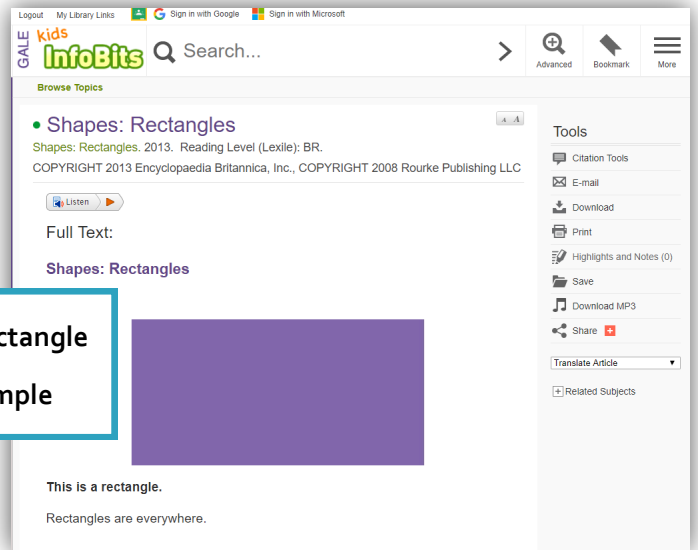 Logout My Library Links Sign in with Google Sign in with Microsoft
GALE kids InfoBits Search... Advanced Bookmark More
Browse Topics
Shapes: Rectangles A A
Shapes: Rectangles. 2013. Reading Level (Lexile): BR.
COPYRIGHT 2013 Encyclopaedia Britannica, Inc., COPYRIGHT 2008 Rourke Publishing LLC
Listen
Full Text:
Shapes: Rectangles
ctangle
mple
This is a rectangle.
Rectangles are everywhere.
Tools
Citation Tools
E-mail
Download
Print
Highlights and Notes (0)
Save
Download MP3
Share
Translate Article
Related Subjects